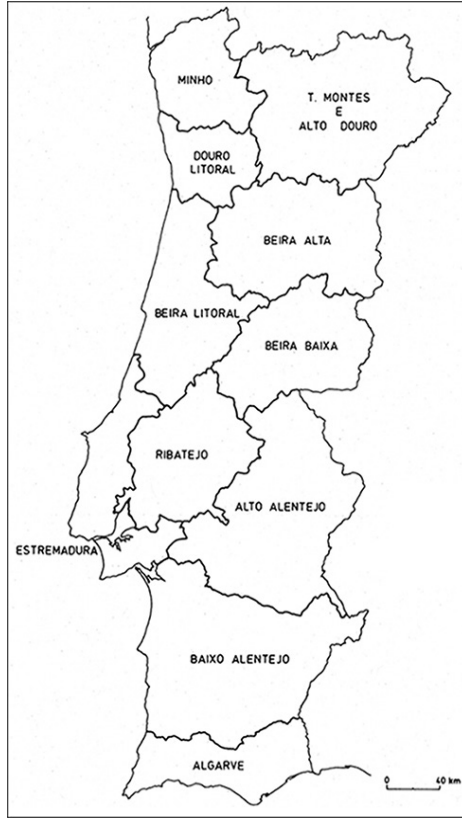 MINHO
T. MONTES
E
ALTO DOURO
DOURO
LITORAL
BEIRA ALTA
BEIRA LITORAL
BEIRA BAIXA
RIBATEJO
ALTO ALENTEJO
ESTREMADURA
BAIXO ALENTEJO
ALGARVE
0 40 km